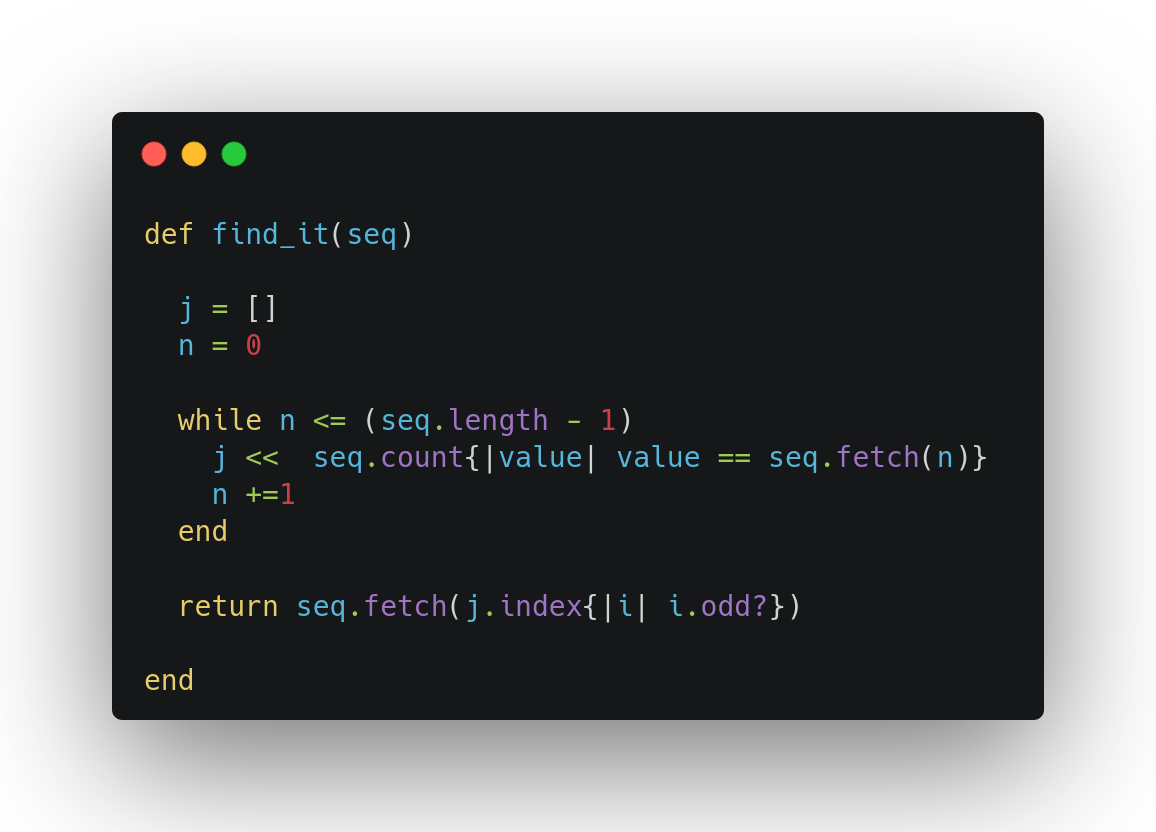 def find_it(seq)
  j = []
  n = 0
  while n <= (seq.length - 1)
    j <<  seq.count{|value| value == seq.fetch(n)}
    n +=1
  end
  return seq.fetch(j.index{|i| i.odd?})
end